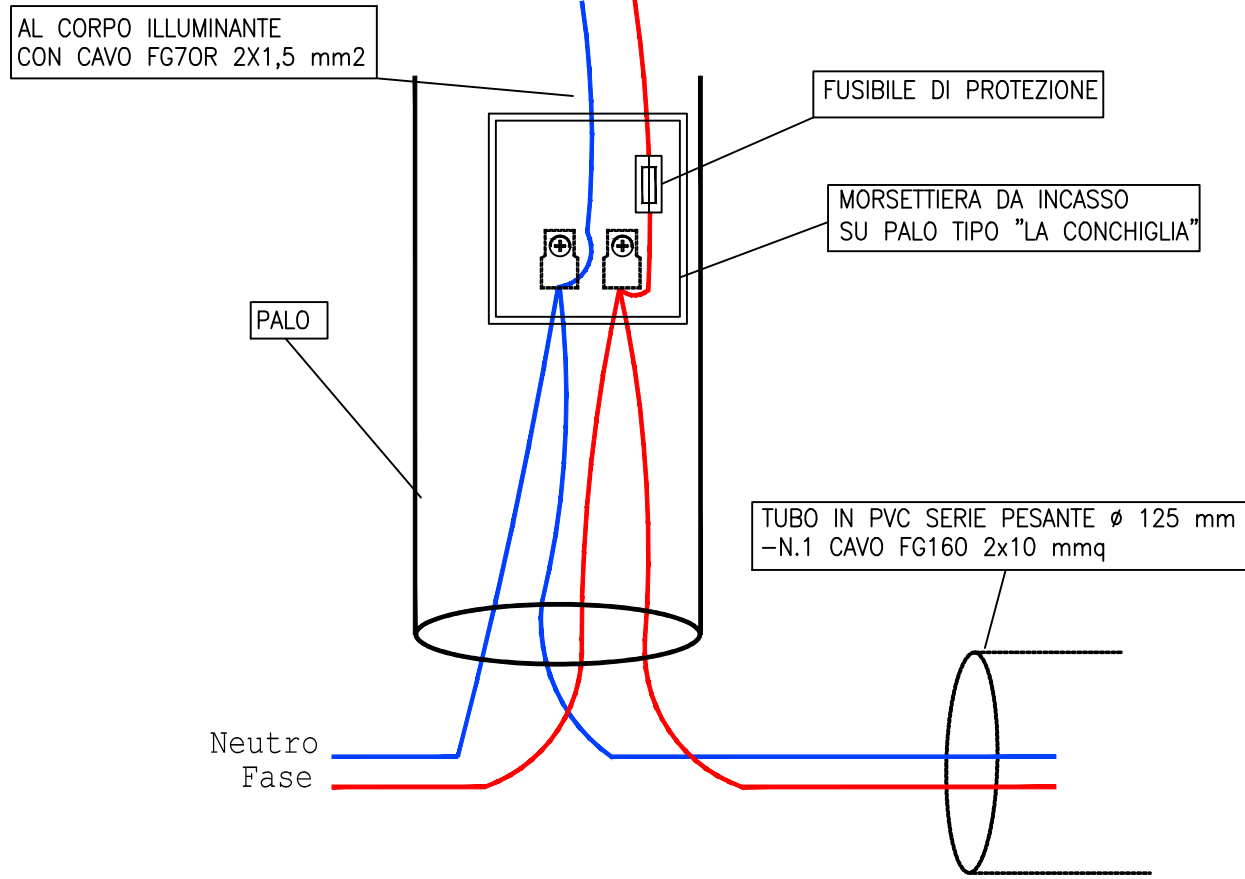 AL CORPO ILLUMINANTE
CON CAVO FG7OR 2X1,5 mm2
FUSIBILE DI PROTEZIONE
MORSETTIERA DA INCASSO
SU PALO TIPO "LA CONCHIGLIA"
PALO
TUBO IN PVC SERIE PESANTE ø 125 mm
-N.1 CAVO FG160 2x10 mmq
Neutro
Fase